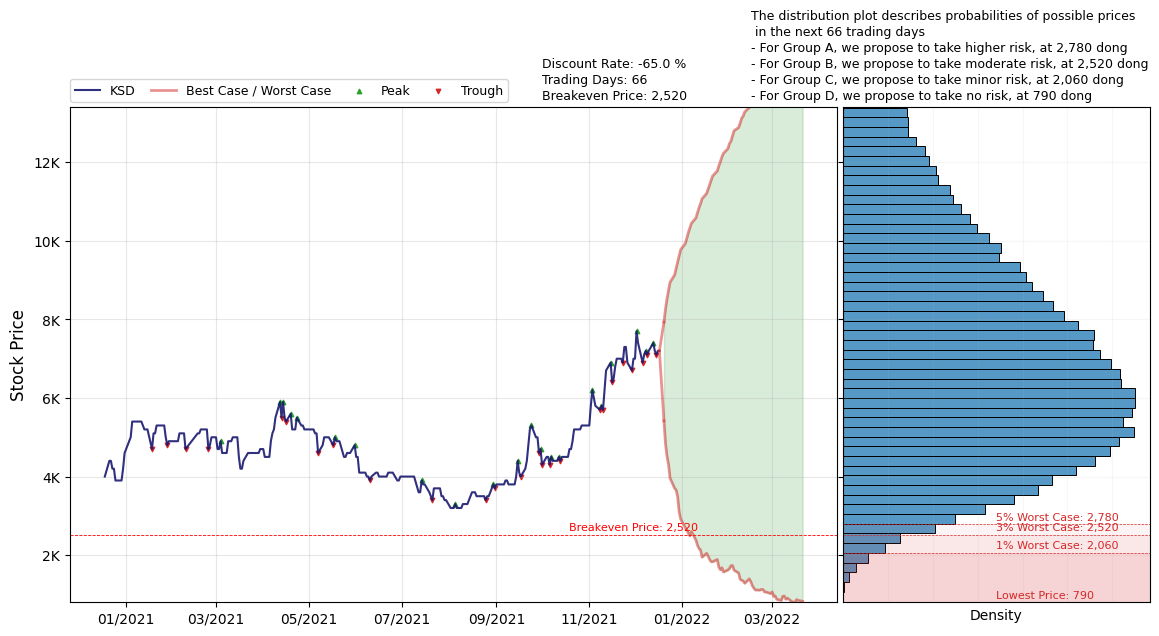 The distribution plot describes probabilities of possible prices
in the next 66 trading days
- For Group A, we propose to take higher risk, at 2,780 dong
- For Group B, we propose to take moderate risk, at 2,520 dong
- For Group C, we propose to take minor risk, at 2,060 dong
- For Group D, we propose to take no risk, at 790 dong
Discount Rate: -65.0 %
Trading Days: 66
Breakeven Price: 2,520
KSD Best Case / Worst Case Peak Trough
Stock Price
12K
10K
8K
6K
4K
2K
Breakeven Price: 2,520
01/2021 03/2021 05/2021 07/2021 09/2021 11/2021 01/2022 03/2022
5% Worst Case: 2,780
3% Worst Case: 2,520
1% Worst Case: 2,060
Lowest Price: 790
Density